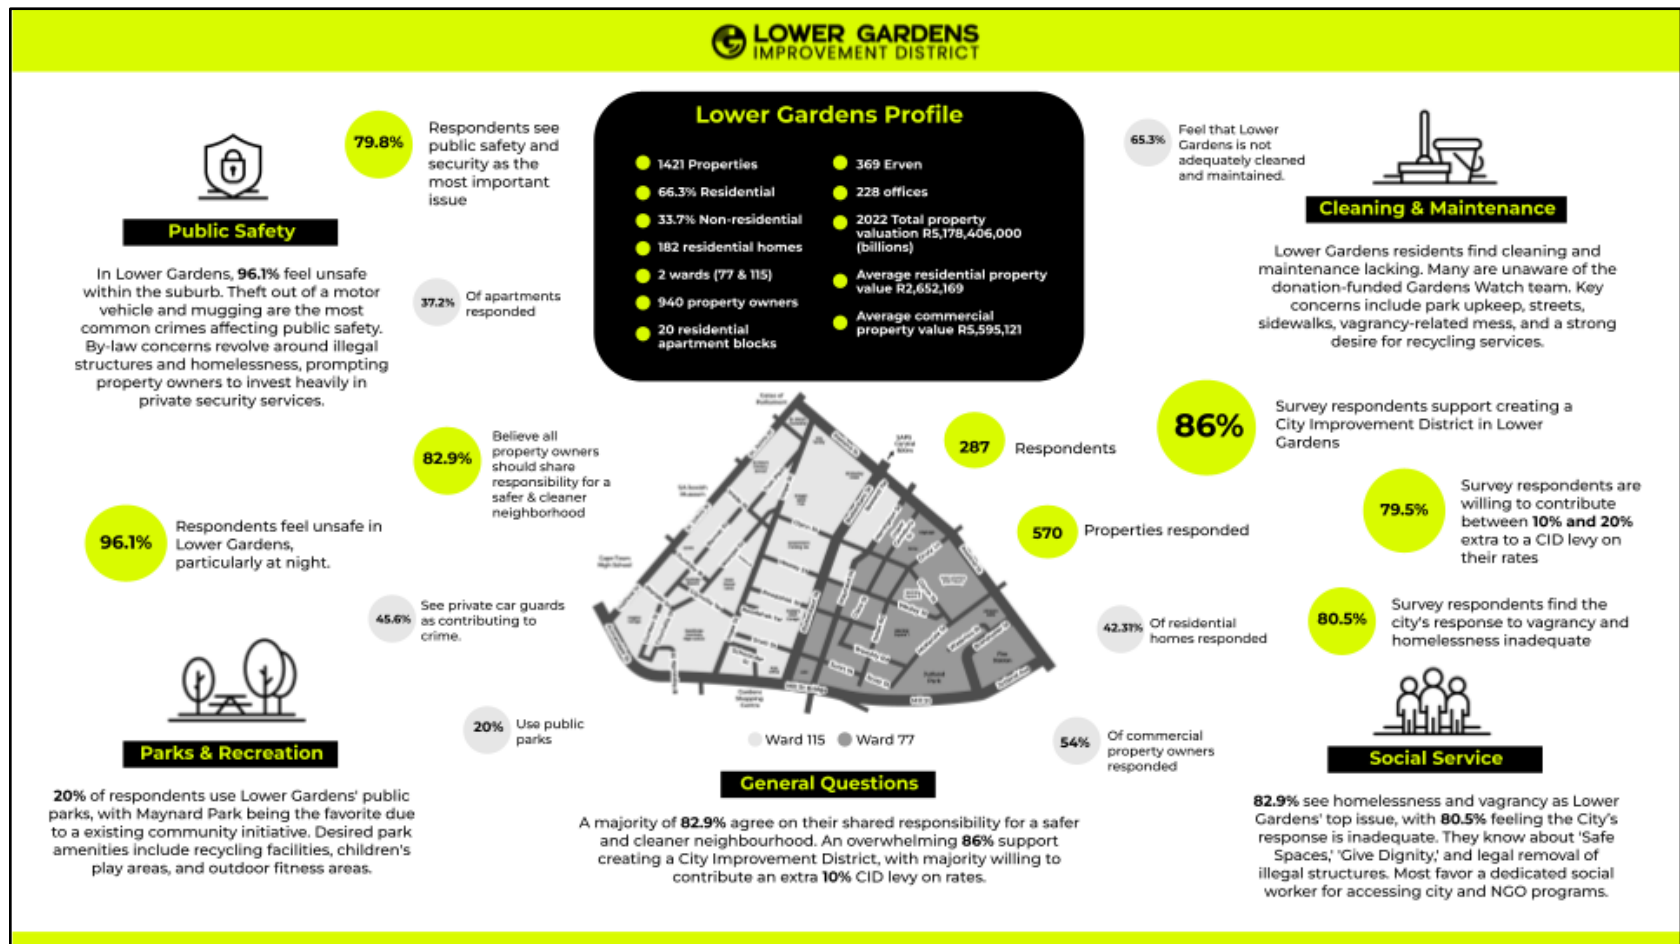 LOWER GARDENS
IMPROVEMENT DISTRICT
79.8%
Respondents see
public safety and
security as the
most important
issue
Public Safety
In Lower Gardens, 96.1% feel unsafe
within the suburb. Theft out of a motor
vehicle and mugging are the most
common crimes affecting public safety.
By-law concerns revolve around illegal
structures and homelessness, prompting
property owners to invest heavily in
private security services.
37.2%
Of apartments
responded
82.9%
Believe all
property owners
should share
responsibility for a
safer & cleaner
neighborhood
96.1%
Respondents feel unsafe in
Lower Gardens,
particularly at night.
45.6%
See private car guards
as contributing to
crime.
20%
Use public
parks
Parks & Recreation
20% of respondents use Lower Gardens' public
parks, with Maynard Park being the favorite due
to a existing community initiative. Desired park
amenities include recycling facilities, children's
play areas, and outdoor fitness areas.
Lower Gardens Profile
1421 Properties
66.3% Residential
33.7% Non-residential
182 residential homes
2 wards (77 & 115)
940 property owners
20 residential
apartment blocks
369 Erven
228 offices
2022 Total property
valuation R5,178,406,000
(billions)
Average residential property
value R2,652,169
Average commercial
property value R5,595,121
Ward 115
Ward 77
General Questions
A majority of 82.9% agree on their shared responsibility for a safer
and cleaner neighbourhood. An overwhelming 86% support
creating a City Improvement District, with majority willing to
contribute an extra 10% CID levy on rates.
65.3%
Feel that Lower
Gardens is not
adequately cleaned
and maintained.
Cleaning & Maintenance
Lower Gardens residents find cleaning and
maintenance lacking. Many are unaware of the
donation-funded Gardens Watch team. Key
concerns include park upkeep, streets,
sidewalks, vagrancy-related mess, and a strong
desire for recycling services.
287
Respondents
86%
Survey respondents support creating a
City Improvement District in Lower
Gardens
570
Properties responded
79.5%
Survey respondents are
willing to contribute
between 10% and 20%
extra to a CID levy on
their rates
42.31%
Of residential
homes responded
80.5%
Survey respondents find the
city's response to vagrancy and
homelessness inadequate
54%
Of commercial
property owners
responded
Social Service
82.9% see homelessness and vagrancy as Lower
Gardens' top issue, with 80.5% feeling the City's
response is inadequate. They know about 'Safe
Spaces,' 'Give Dignity,' and legal removal of
illegal structures. Most favor a dedicated social
worker for accessing city and NGO programs.